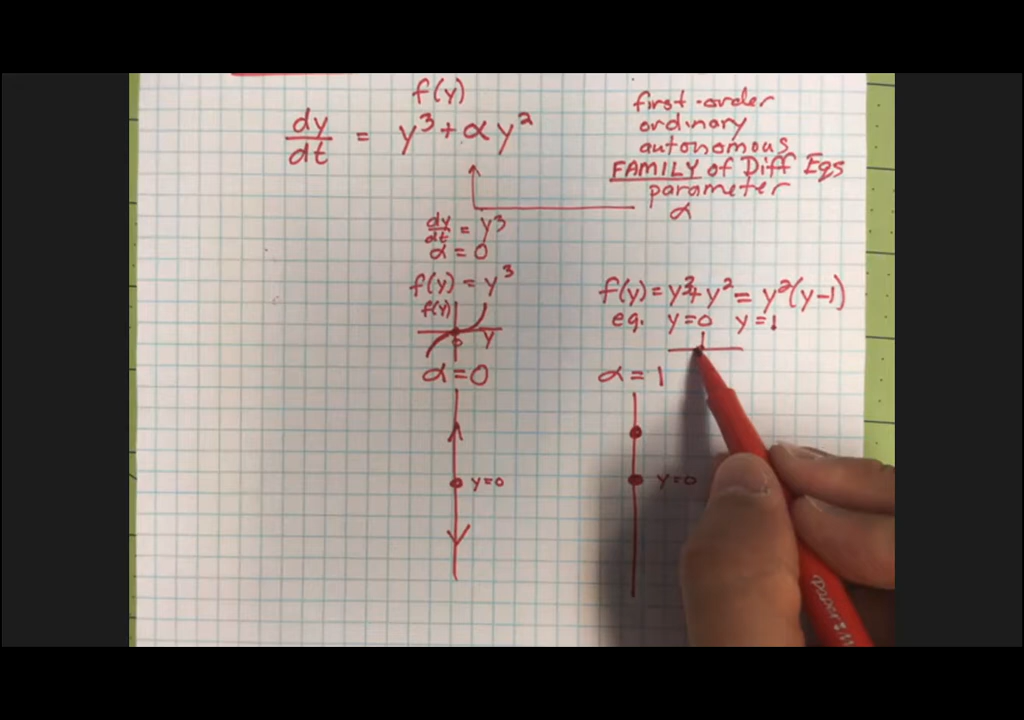 f(y)
dy/dt = y³ + αy²
first-order
ordinary
autonomous
FAMILY of Diff Eqs
parameter
α
dy/dt = y³
α = 0
f(y) = y³
f(y)
0 y
α = 0
y=0
f(y) = y³+y² = y²(y-1)
eq. y=0 y=1
α = 1
y=0